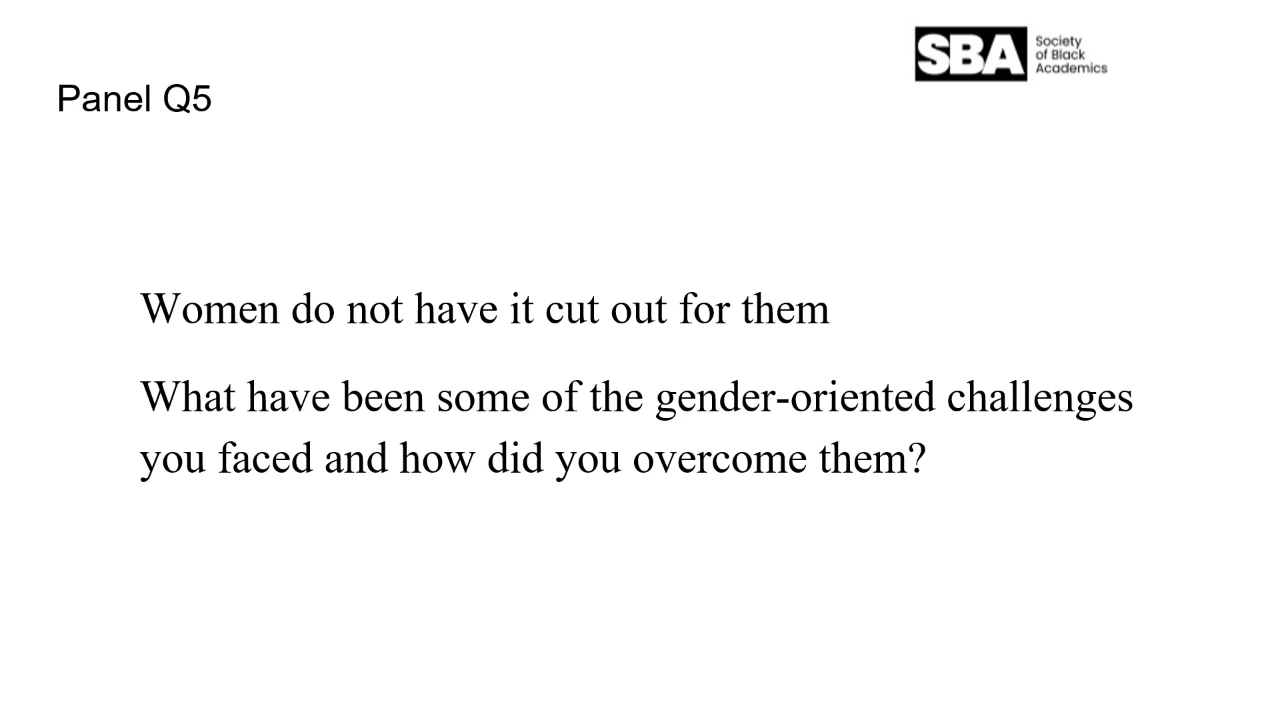 SBA
Society
of Black
Academics
Panel Q5
Women do not have it cut out for them
What have been some of the gender-oriented challenges
you faced and how did you overcome them?